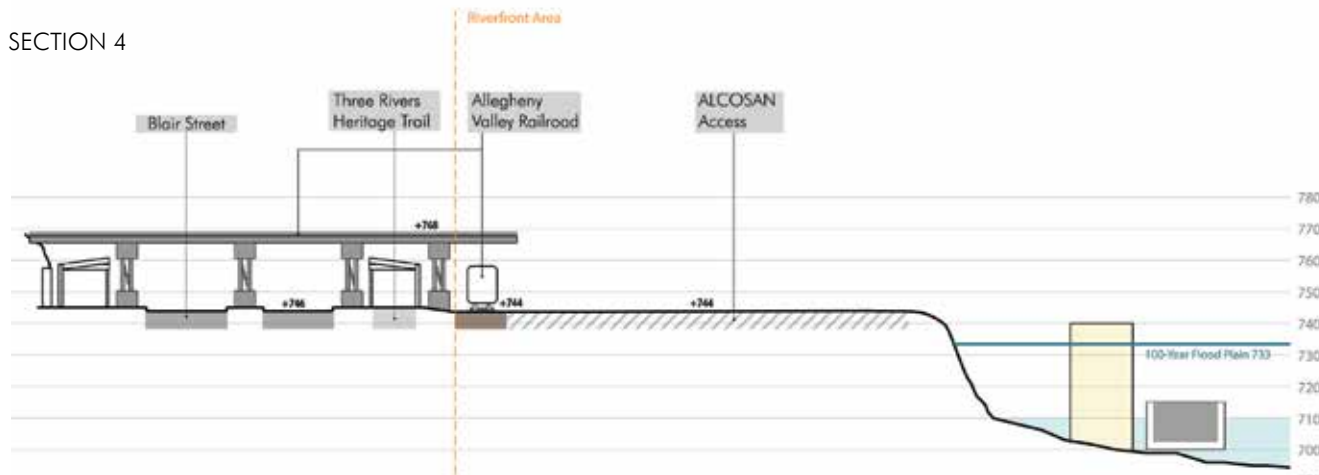 Riverfront Area
SECTION 4
Three Rivers
Heritage Trail
Allegheny
Valley Railroad
ALCOSAN
Access
Blair Street
780
+768
770
760
750
+746
+744
+744
740
100-Year Flood Plain 733
730
720
710
700